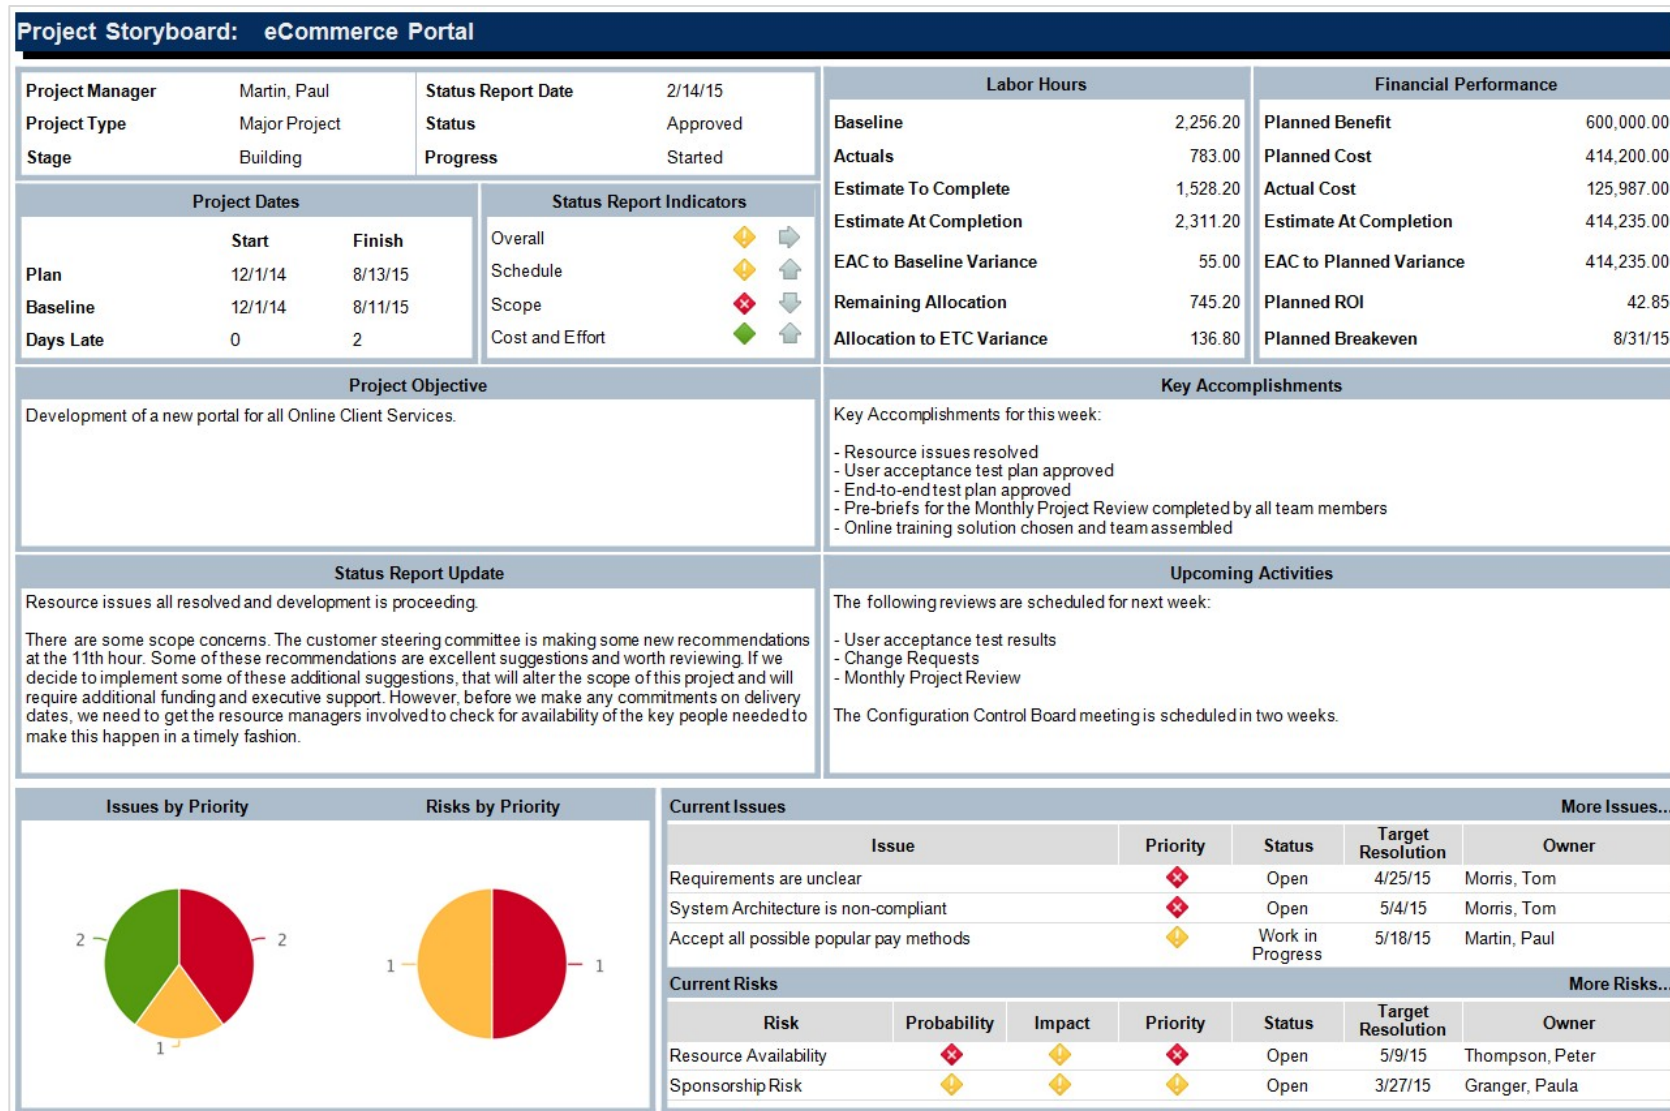 Project Storyboard: eCommerce Portal
Project Manager Martin, Paul Status Report Date 2/14/15
Project Type Major Project Status Approved
Stage Building Progress Started
Project Dates
Start Finish
Plan 12/1/14 8/13/15
Baseline 12/1/14 8/11/15
Days Late 0 2
Status Report Indicators
Overall
Schedule
Scope
Cost and Effort
Labor Hours
Baseline 2,256.20
Actuals 783.00
Estimate To Complete 1,528.20
Estimate At Completion 2,311.20
EAC to Baseline Variance 55.00
Remaining Allocation 745.20
Allocation to ETC Variance 136.80
Financial Performance
Planned Benefit 600,000.00
Planned Cost 414,200.00
Actual Cost 125,987.00
Estimate At Completion 414,235.00
EAC to Planned Variance 414,235.00
Planned ROI 42.85
Planned Breakeven 8/31/15
Project Objective
Development of a new portal for all Online Client Services.
Key Accomplishments
Key Accomplishments for this week:
- Resource issues resolved
- User acceptance test plan approved
- End-to-end test plan approved
- Pre-briefs for the Monthly Project Review completed by all team members
- Online training solution chosen and team assembled
Status Report Update
Resource issues all resolved and development is proceeding.
There are some scope concerns. The customer steering committee is making some new recommendations
at the 11th hour. Some of these recommendations are excellent suggestions and worth reviewing. If we
decide to implement some of these additional suggestions, that will alter the scope of this project and will
require additional funding and executive support. However, before we make any commitments on delivery
dates, we need to get the resource managers involved to check for availability of the key people needed to
make this happen in a timely fashion.
Upcoming Activities
The following reviews are scheduled for next week:
- User acceptance test results
- Change Requests
- Monthly Project Review
The Configuration Control Board meeting is scheduled in two weeks.
Issues by Priority
2
2
1
Risks by Priority
1
1
Current Issues More Issues...
Issue Priority Status Target Resolution Owner
Requirements are unclear Open 4/25/15 Morris, Tom
System Architecture is non-compliant Open 5/4/15 Morris, Tom
Accept all possible popular pay methods Work in Progress 5/18/15 Martin, Paul
Current Risks More Risks...
Risk Probability Impact Priority Status Target Resolution Owner
Resource Availability Open 5/9/15 Thompson, Peter
Sponsorship Risk Open 3/27/15 Granger, Paula